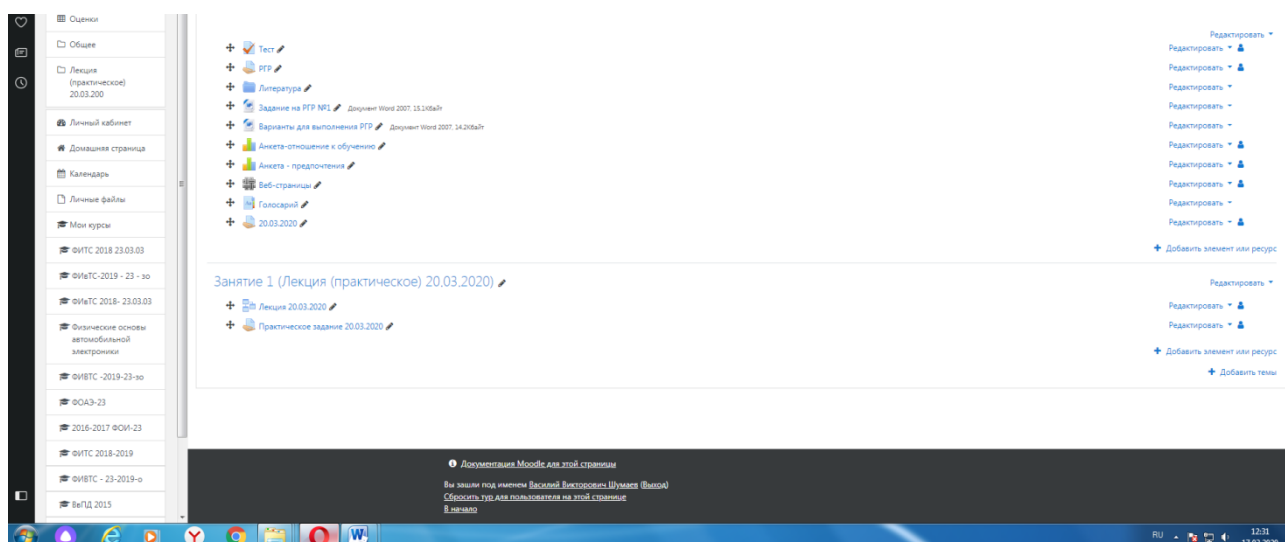 Оценки
Общее
Лекция
(практическое)
20.03.200
Личный кабинет
Домашняя страница
Календарь
Личные файлы
Мои курсы
ФИТС 2018 23.03.03
ФИвТС-2019 - 23 - зо
ФИвТС 2018- 23.03.03
Физические основы
автомобильной
электроники
ФИВТС -2019-23-зо
ФОАЭ-23
2016-2017 ФОИ-23
ФИТС 2018-2019
ФИВТС - 23-2019-о
ВвПД 2015
Редактировать
Тест Редактировать
РГР Редактировать
Литература Редактировать
Задание на РГР №1 Документ Word 2007, 15.1Кбайт Редактировать
Варианты для выполнения РГР Документ Word 2007, 14.2Кбайт Редактировать
Анкета-отношение к обучению Редактировать
Анкета - предпочтения Редактировать
Веб-страницы Редактировать
Голосарий Редактировать
20.03.2020 Редактировать
Добавить элемент или ресурс
Занятие 1 (Лекция (практическое) 20.03.2020) Редактировать
Лекция 20.03.2020 Редактировать
Практическое задание 20.03.2020 Редактировать
Добавить элемент или ресурс
Добавить темы
Документация Moodle для этой страницы
Вы зашли под именем Василий Викторович Шумаев (Выход)
Сбросить тур для пользователя на этой странице
В начало
RU 12:31